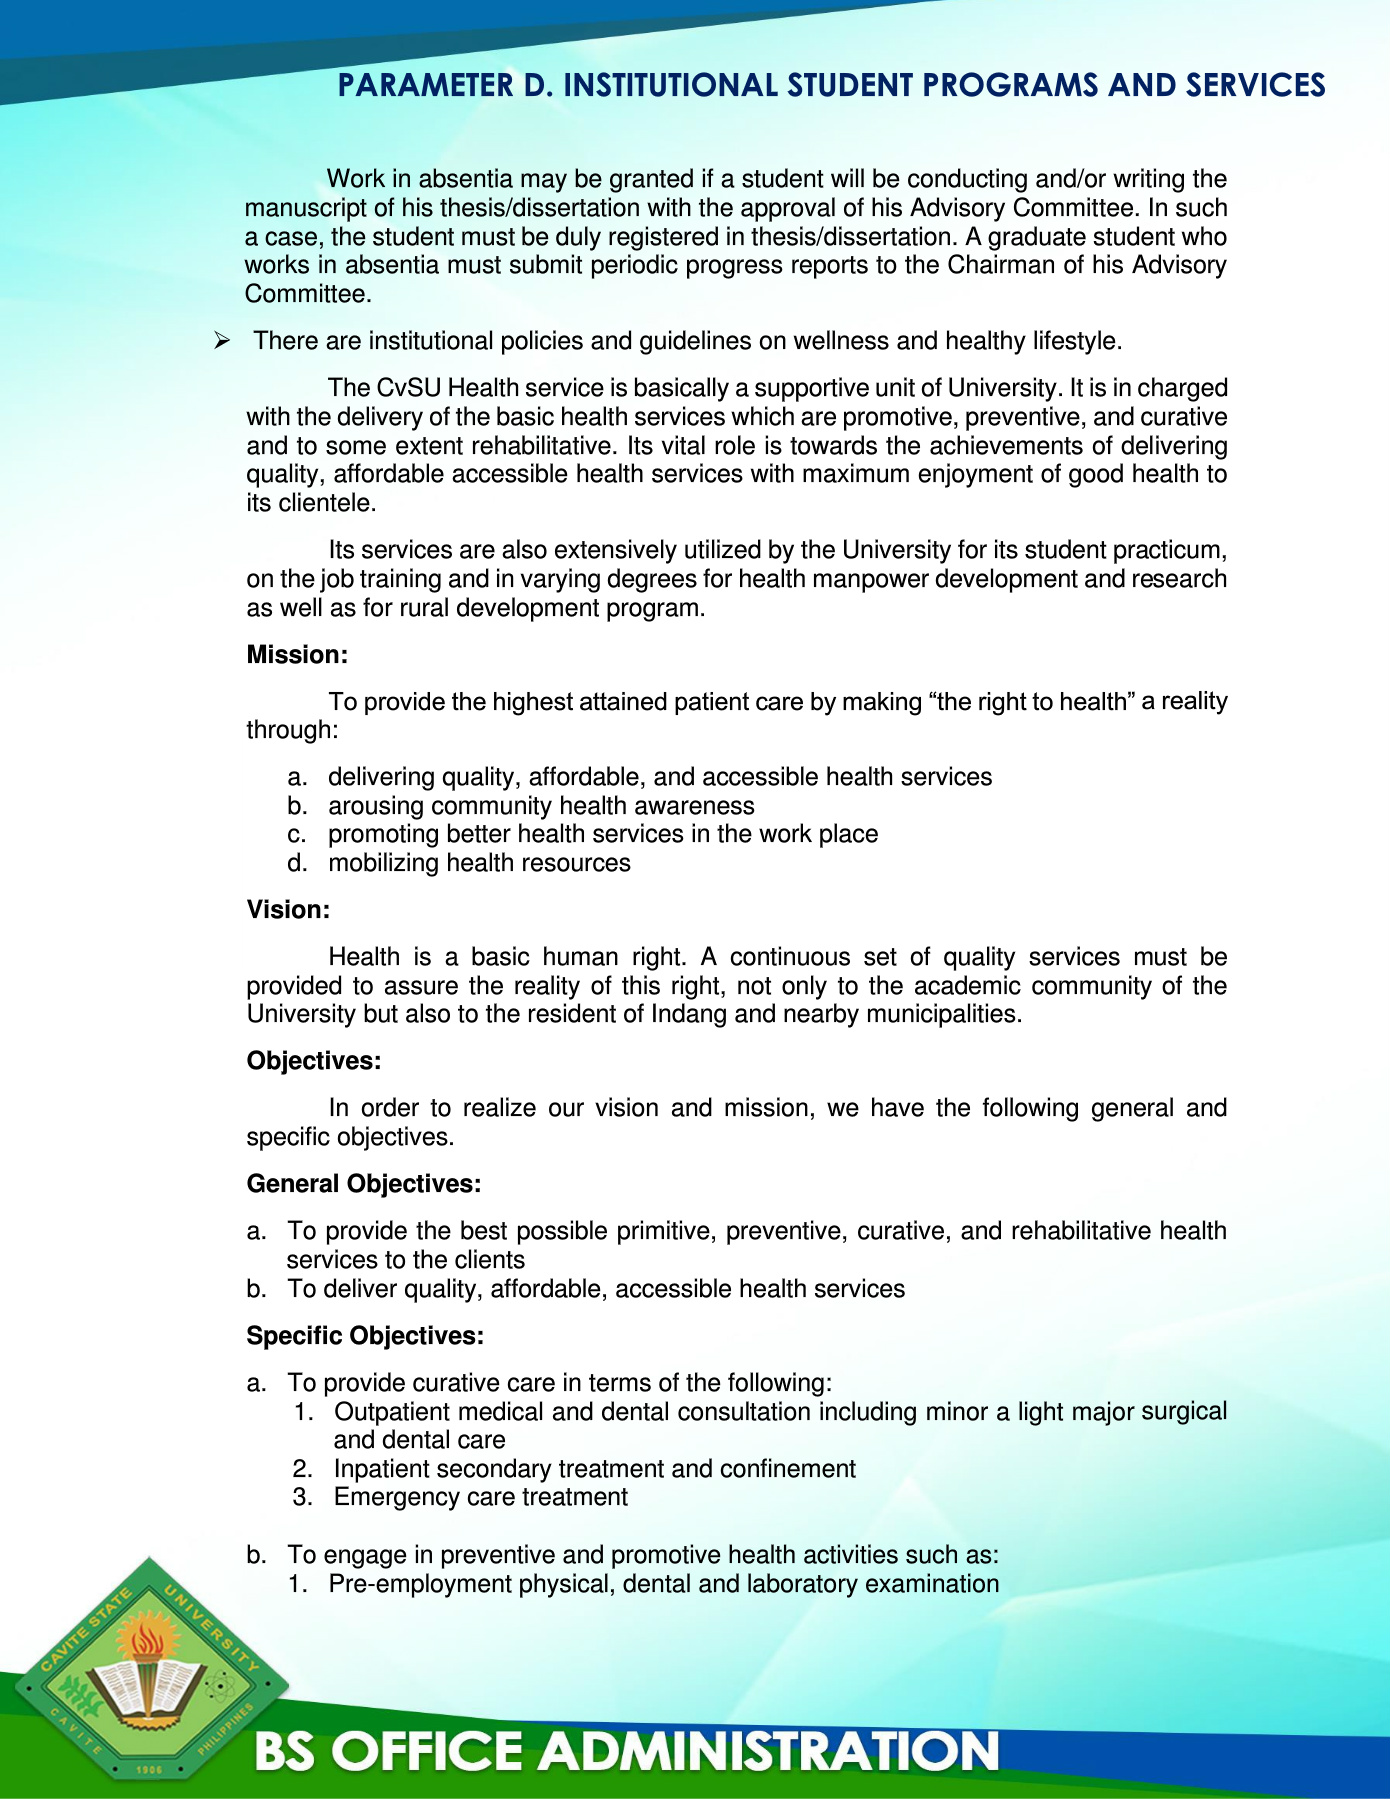 PARAMETER D. INSTITUTIONAL STUDENT PROGRAMS AND SERVICES
Work in absentia may be granted if a student will be conducting and/or writing the
manuscript of his thesis/dissertation with the approval of his Advisory Committee. In such
a case, the student must be duly registered in thesis/dissertation. A graduate student who
works in absentia must submit periodic progress reports to the Chairman of his Advisory
Committee.
➢ There are institutional policies and guidelines on wellness and healthy lifestyle.
The CvSU Health service is basically a supportive unit of University. It is in charged
with the delivery of the basic health services which are promotive, preventive, and curative
and to some extent rehabilitative. Its vital role is towards the achievements of delivering
quality, affordable accessible health services with maximum enjoyment of good health to
its clientele.
Its services are also extensively utilized by the University for its student practicum,
on the job training and in varying degrees for health manpower development and research
as well as for rural development program.
Mission:
To provide the highest attained patient care by making “the right to health” a reality
through:
a. delivering quality, affordable, and accessible health services
b. arousing community health awareness
c. promoting better health services in the work place
d. mobilizing health resources
Vision:
Health is a basic human right. A continuous set of quality services must be
provided to assure the reality of this right, not only to the academic community of the
University but also to the resident of Indang and nearby municipalities.
Objectives:
In order to realize our vision and mission, we have the following general and
specific objectives.
General Objectives:
a. To provide the best possible primitive, preventive, curative, and rehabilitative health
services to the clients
b. To deliver quality, affordable, accessible health services
Specific Objectives:
a. To provide curative care in terms of the following:
1. Outpatient medical and dental consultation including minor a light major surgical
and dental care
2. Inpatient secondary treatment and confinement
3. Emergency care treatment
b. To engage in preventive and promotive health activities such as:
1. Pre-employment physical, dental and laboratory examination
CAVITE STATE UNIVERSITY
CAVITE PHILIPPINES
1906
BS OFFICE ADMINISTRATION